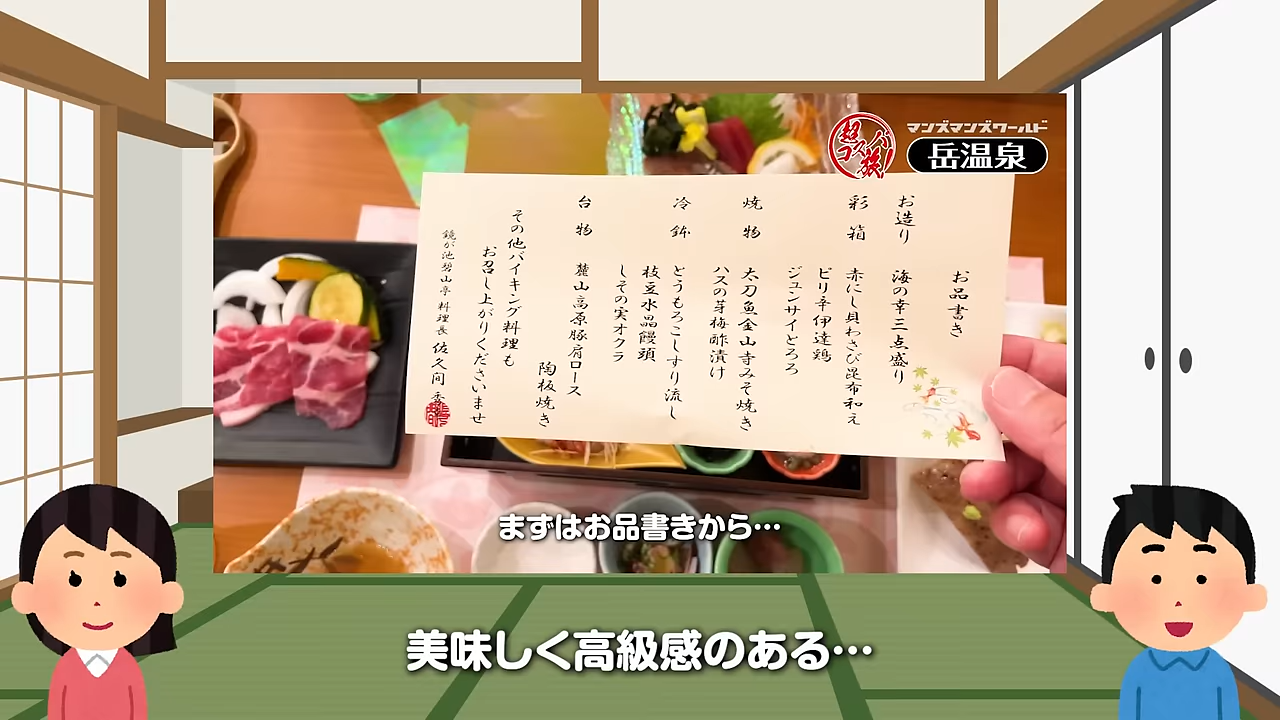 マンズマンズワールド
超コスパ旅
岳温泉
お品書き
お造り 海の幸三点盛り
彩箱 赤にし貝わさび昆布和え
ピリ辛伊達鶏
ジュンサイとろろ
焼物 太刀魚金山寺みそ焼き
ハスの芽梅酢漬け
冷鉢 とうもろこしすり流し
枝豆水晶饅頭
しその実オクラ
台物 麓山高原豚肩ロース
陶板焼き
その他バイキング料理も
お召し上がりくださいませ
鏡が池碧山亭 料理長 佐久間
まずはお品書きから…
美味しく高級感のある…